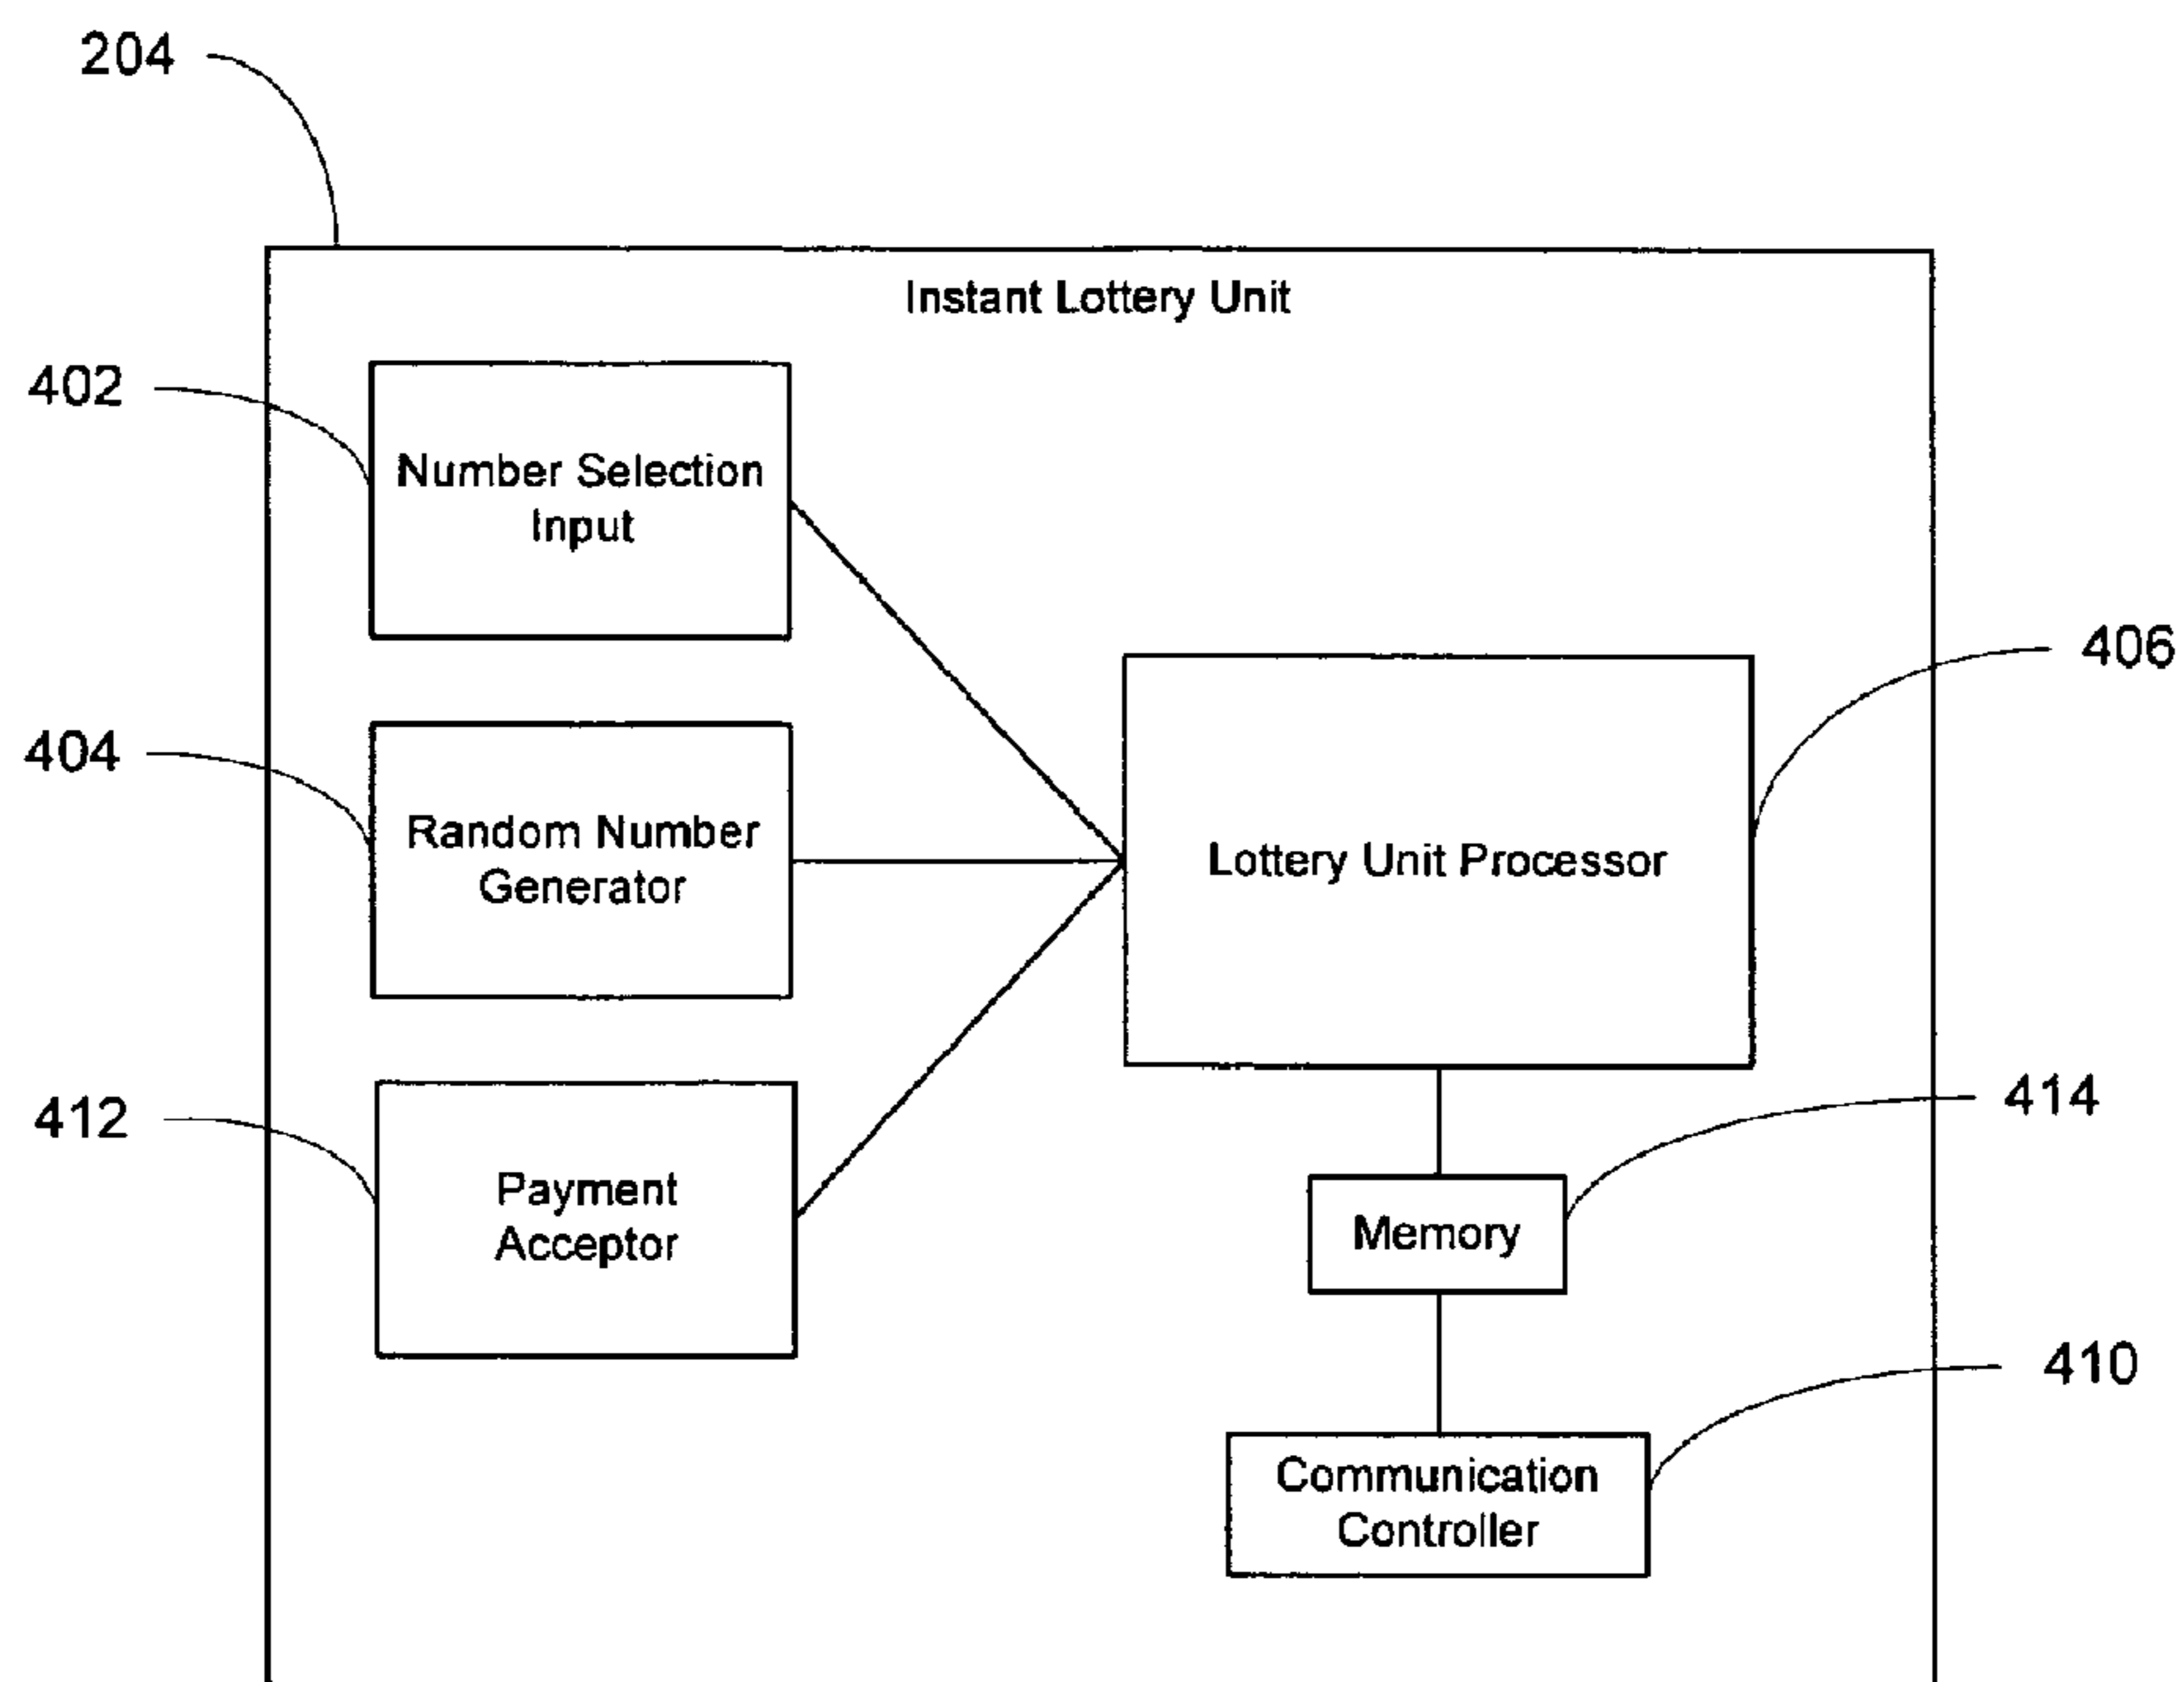 204
Instant Lottery Unit
402
Number Selection
Input
406
404
Random Number
Generator
Lottery Unit Processor
412
Payment
Acceptor
414
Memory
410
Communication
Controller